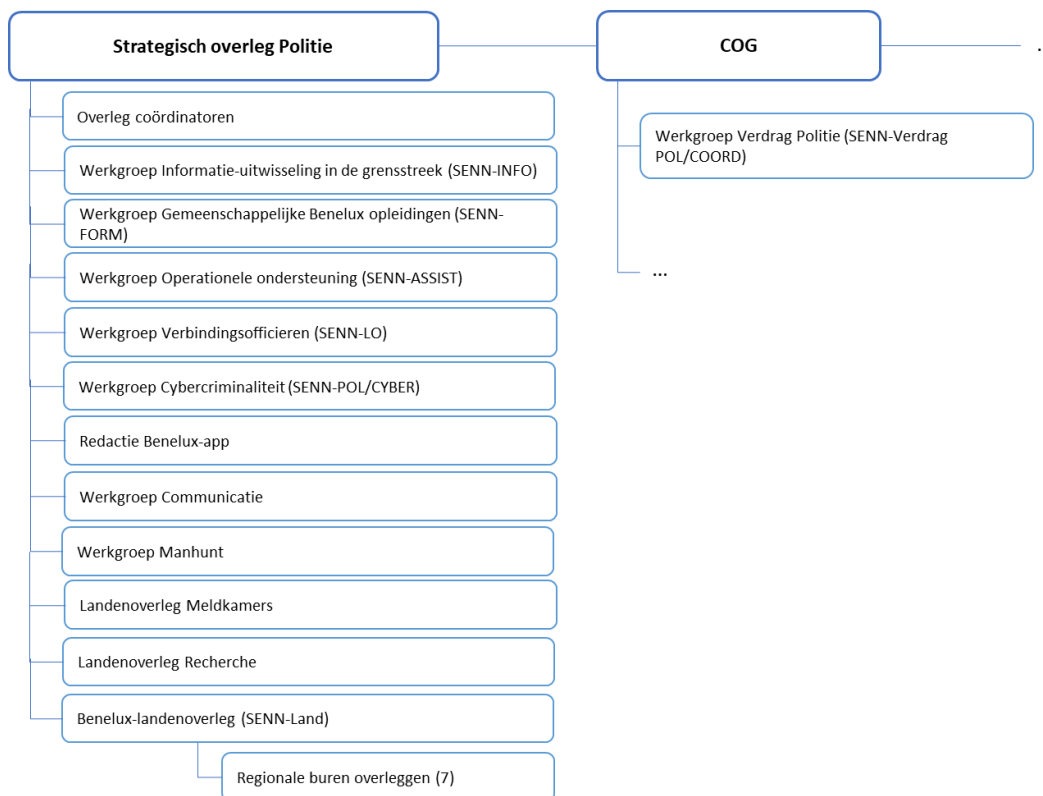 Strategisch overleg Politie
COG
.
Overleg coördinatoren
Werkgroep Informatie-uitwisseling in de grensstreek (SENN-INFO)
Werkgroep Gemeenschappelijke Benelux opleidingen (SENN-
FORM)
Werkgroep Operationele ondersteuning (SENN-ASSIST)
Werkgroep Verbindingsofficieren (SENN-LO)
Werkgroep Cybercriminaliteit (SENN-POL/CYBER)
Redactie Benelux-app
Werkgroep Communicatie
Werkgroep Manhunt
Landenoverleg Meldkamers
Landenoverleg Recherche
Benelux-landenoverleg (SENN-Land)
Regionale buren overleggen (7)
Werkgroep Verdrag Politie (SENN-Verdrag
POL/COORD)
...